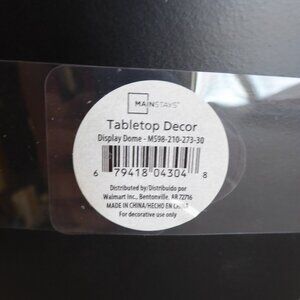 MAINSTAYS
Tabletop Decor
Display Dome - MS98-210-273-30
6 79418 04304 8
Distributed by/Distribuido por
Walmart Inc., Bentonville, AR 72716
MADE IN CHINA/HECHO EN CHINA
For decorative use only